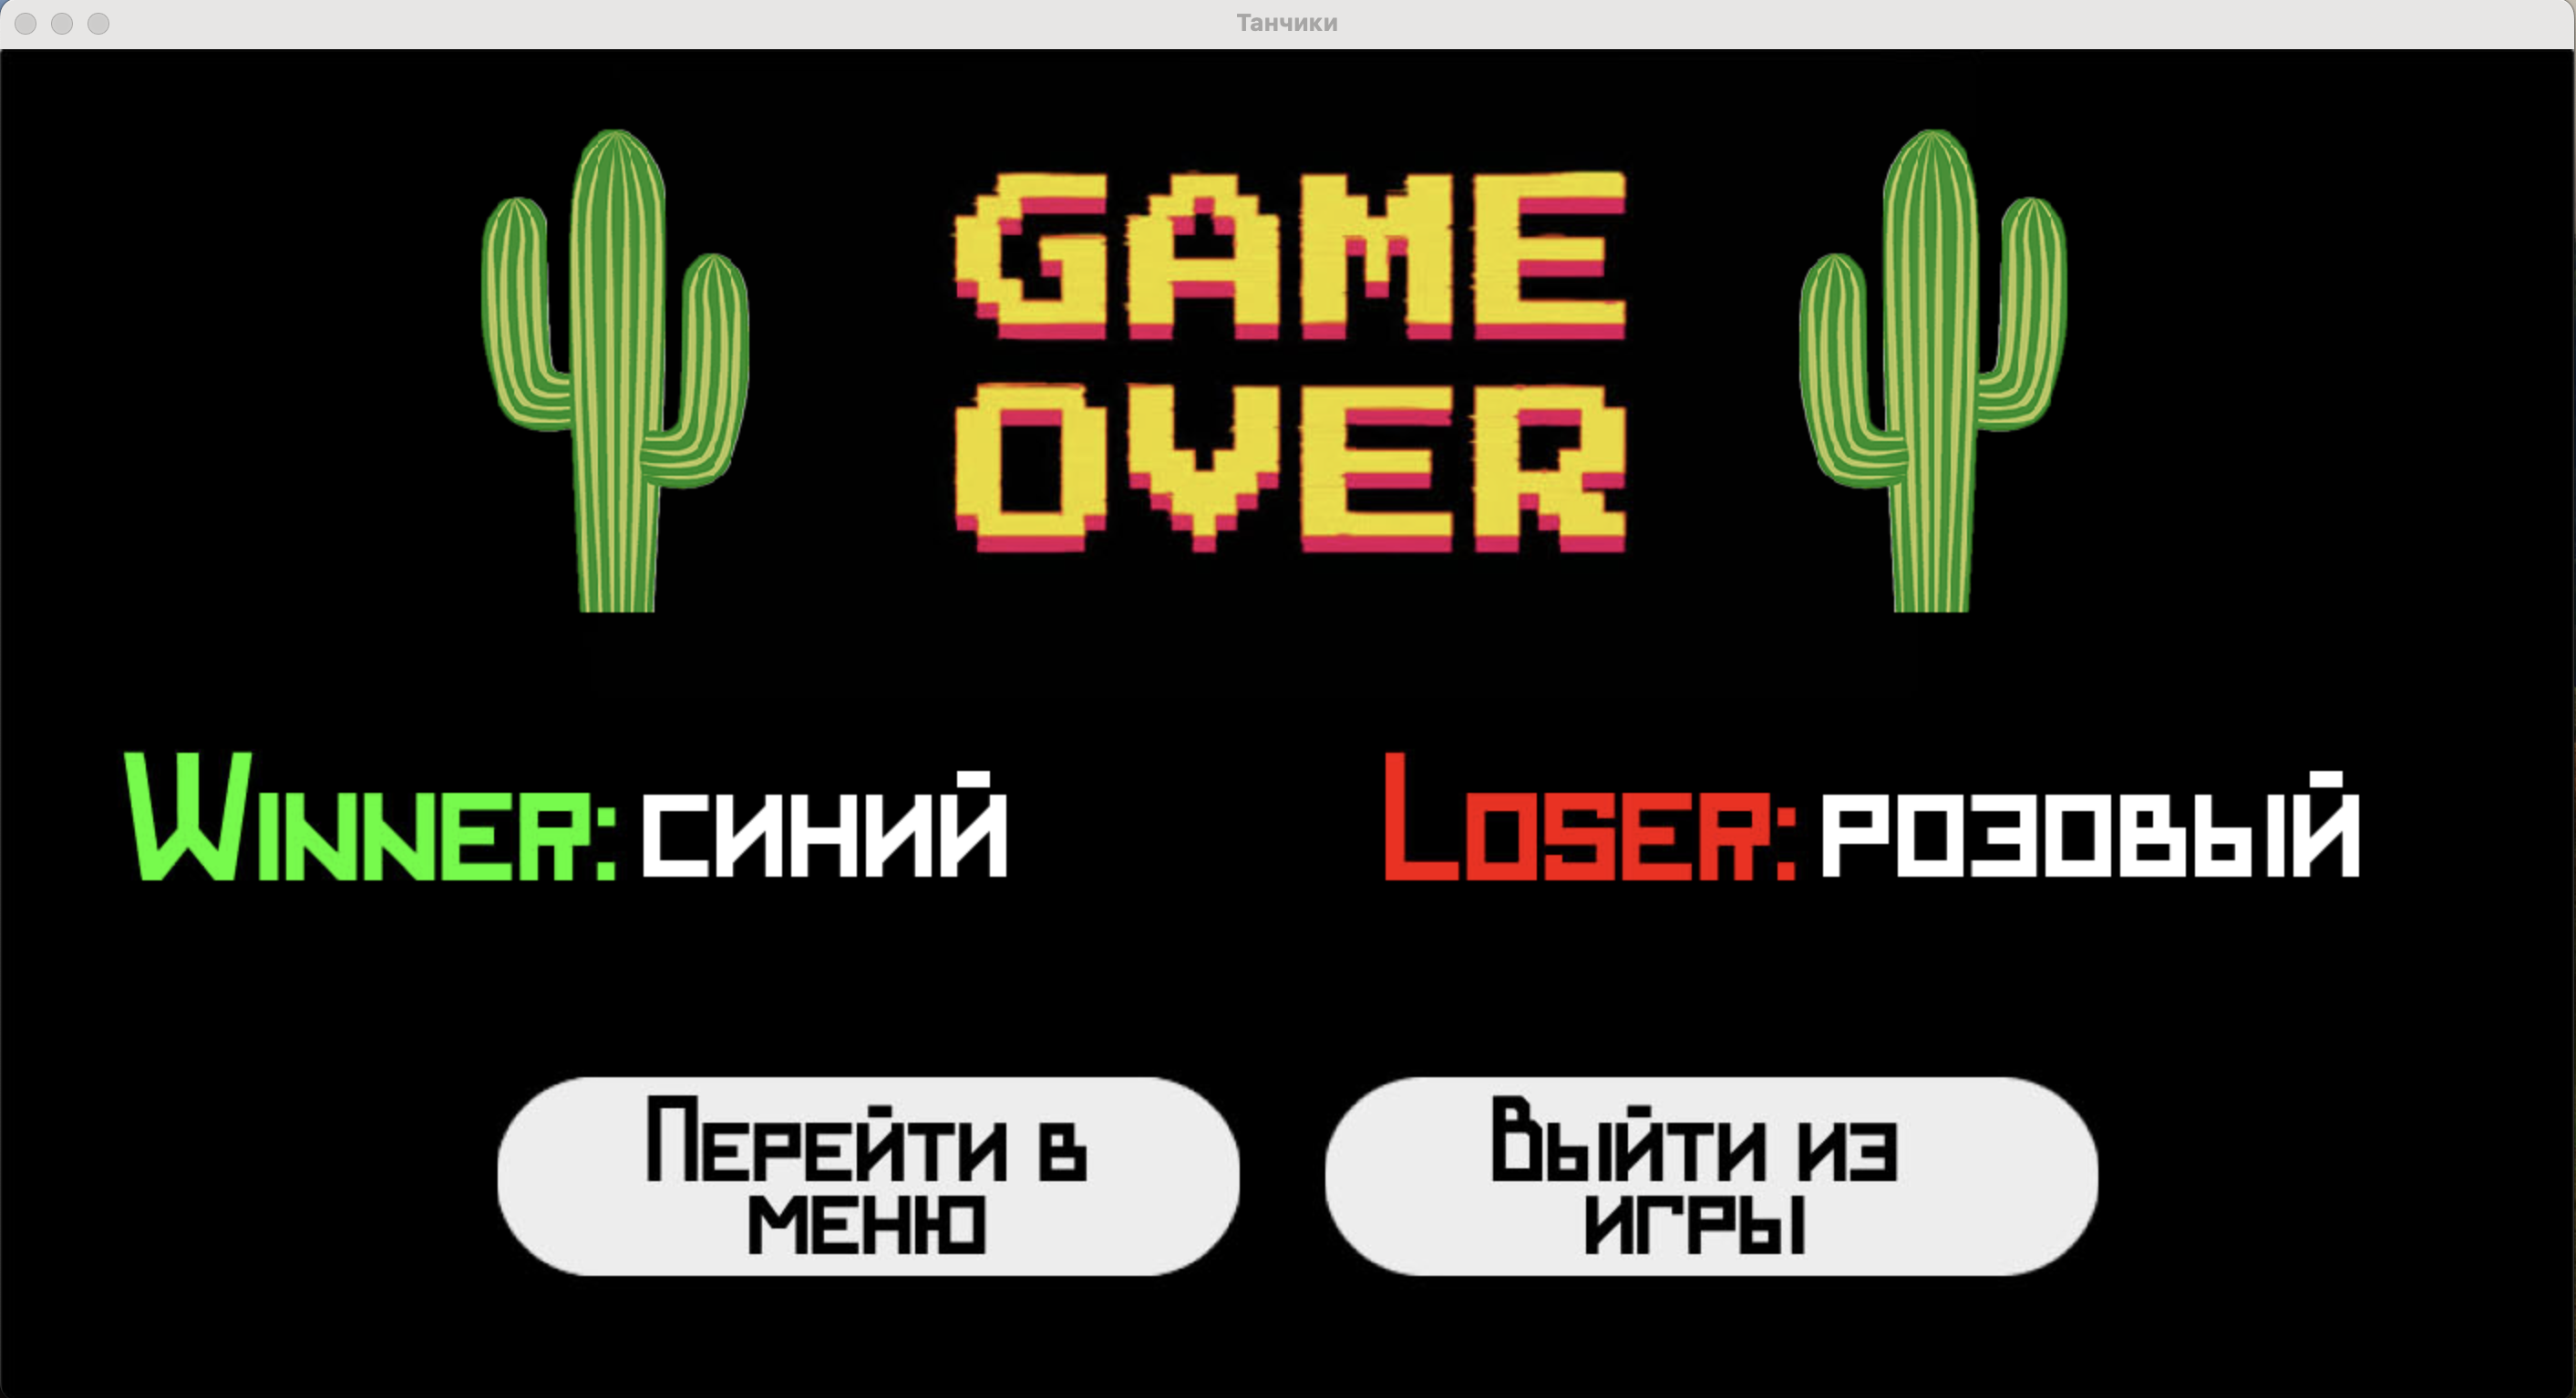 Танчики
GAME
OVER
Winner: синий
Loser: розовый
Перейти в
меню
Выйти из
игры